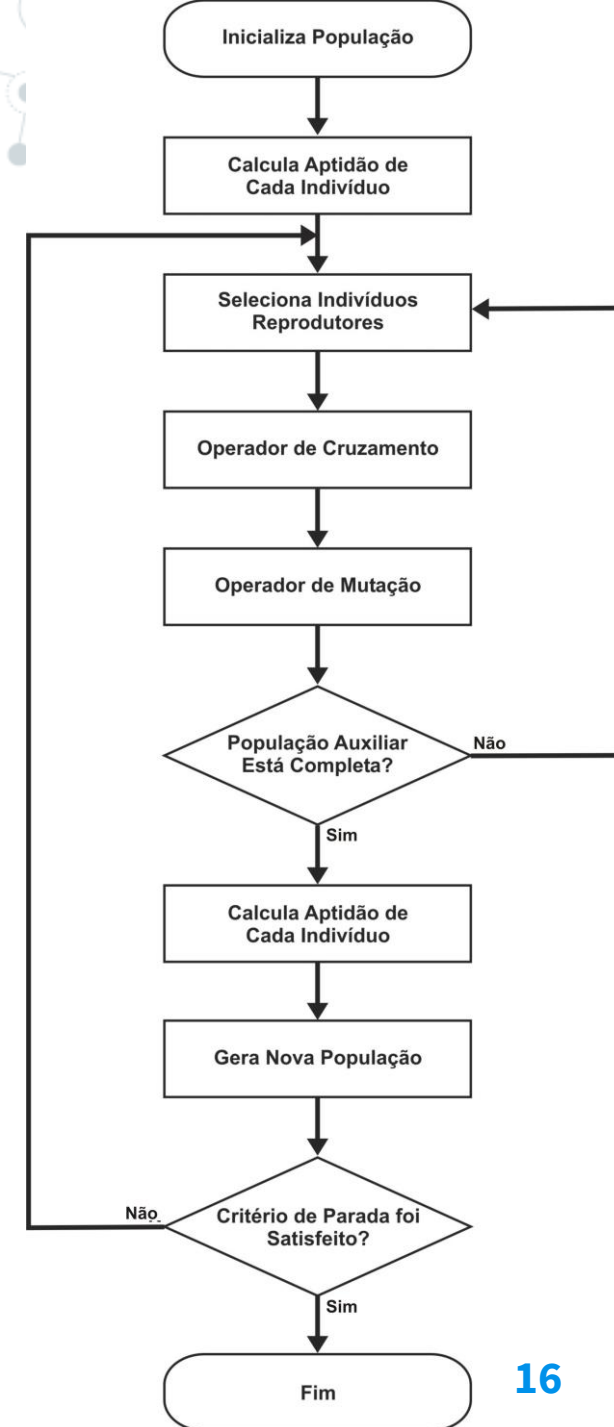 Inicializa População
Calcula Aptidão de
Cada Indivíduo
Seleciona Indivíduos
Reprodutores
Operador de Cruzamento
Operador de Mutação
População Auxiliar
Está Completa?
Não
Sim
Calcula Aptidão de
Cada Indivíduo
Gera Nova População
Critério de Parada foi
Satisfeito?
Não
Sim
Fim
16